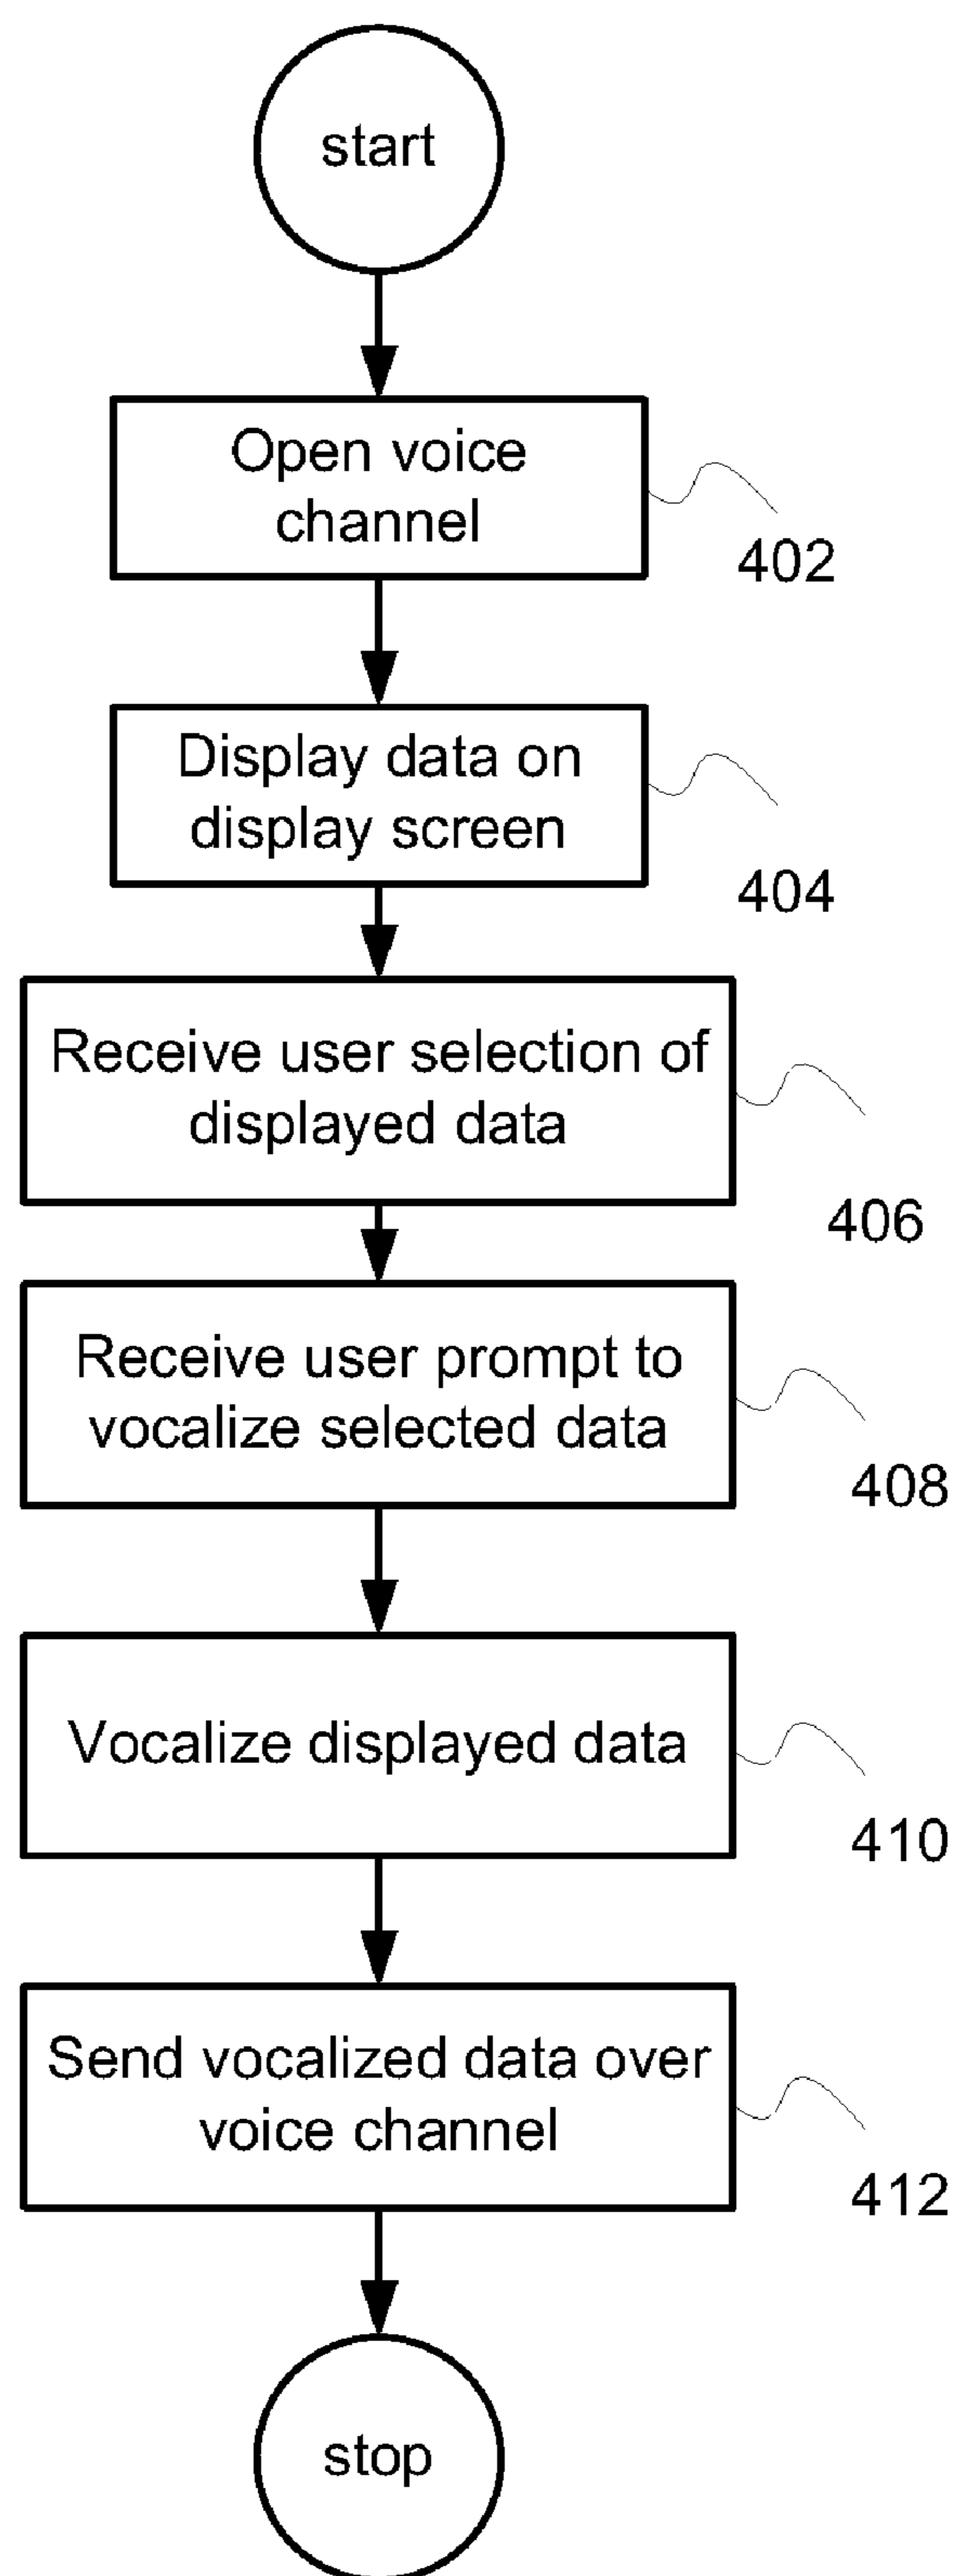 start
Open voice
channel
402
Display data on
display screen
404
Receive user selection of
displayed data
406
Receive user prompt to
vocalize selected data
408
Vocalize displayed data
410
Send vocalized data over
voice channel
412
stop